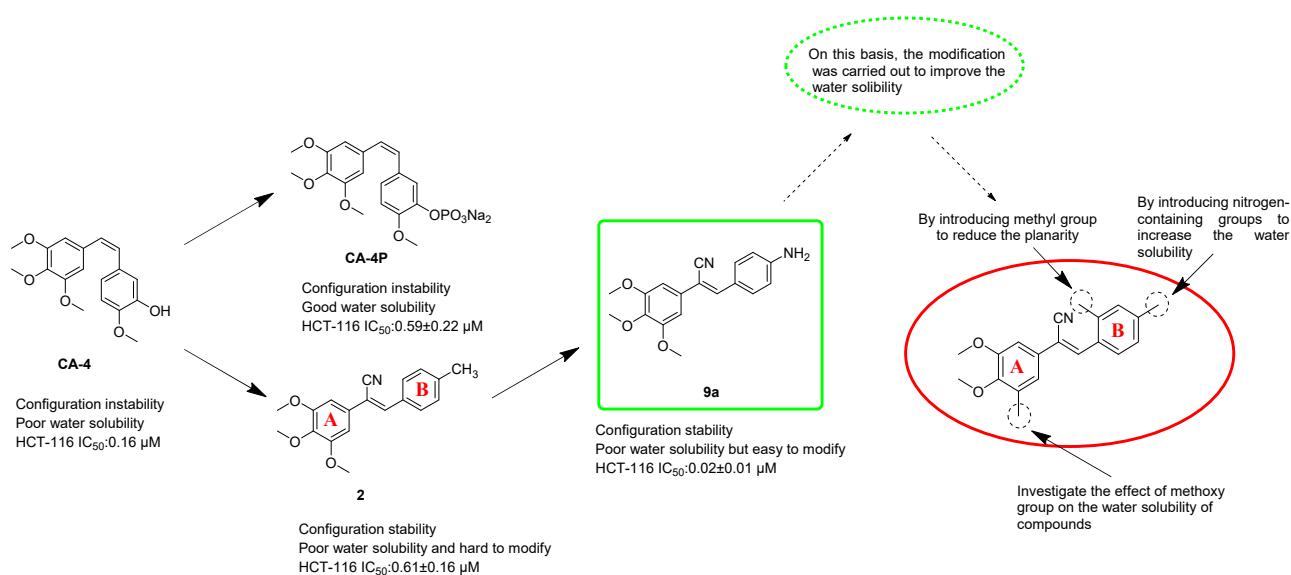 On this basis, the modification
was carried out to improve the
water solibility
O
O
O
O
OPO3Na2
CA-4P
Configuration instability
Good water solubility
HCT-116 IC50:0.59±0.22 μM
O
O
O
O
OH
CA-4
Configuration instability
Poor water solubility
HCT-116 IC50:0.16 μM
O
O
O
CN
A
B
CH3
2
Configuration stability
Poor water solubility and hard to modify
HCT-116 IC50:0.61±0.16 μM
O
O
O
CN
NH2
9a
Configuration stability
Poor water solubility but easy to modify
HCT-116 IC50:0.02±0.01 μM
By introducing methyl group
to reduce the planarity
By introducing nitrogen-
containing groups to
increase the water
solubility
O
O
CN
A
B
Investigate the effect of methoxy
group on the water solubility of
compounds